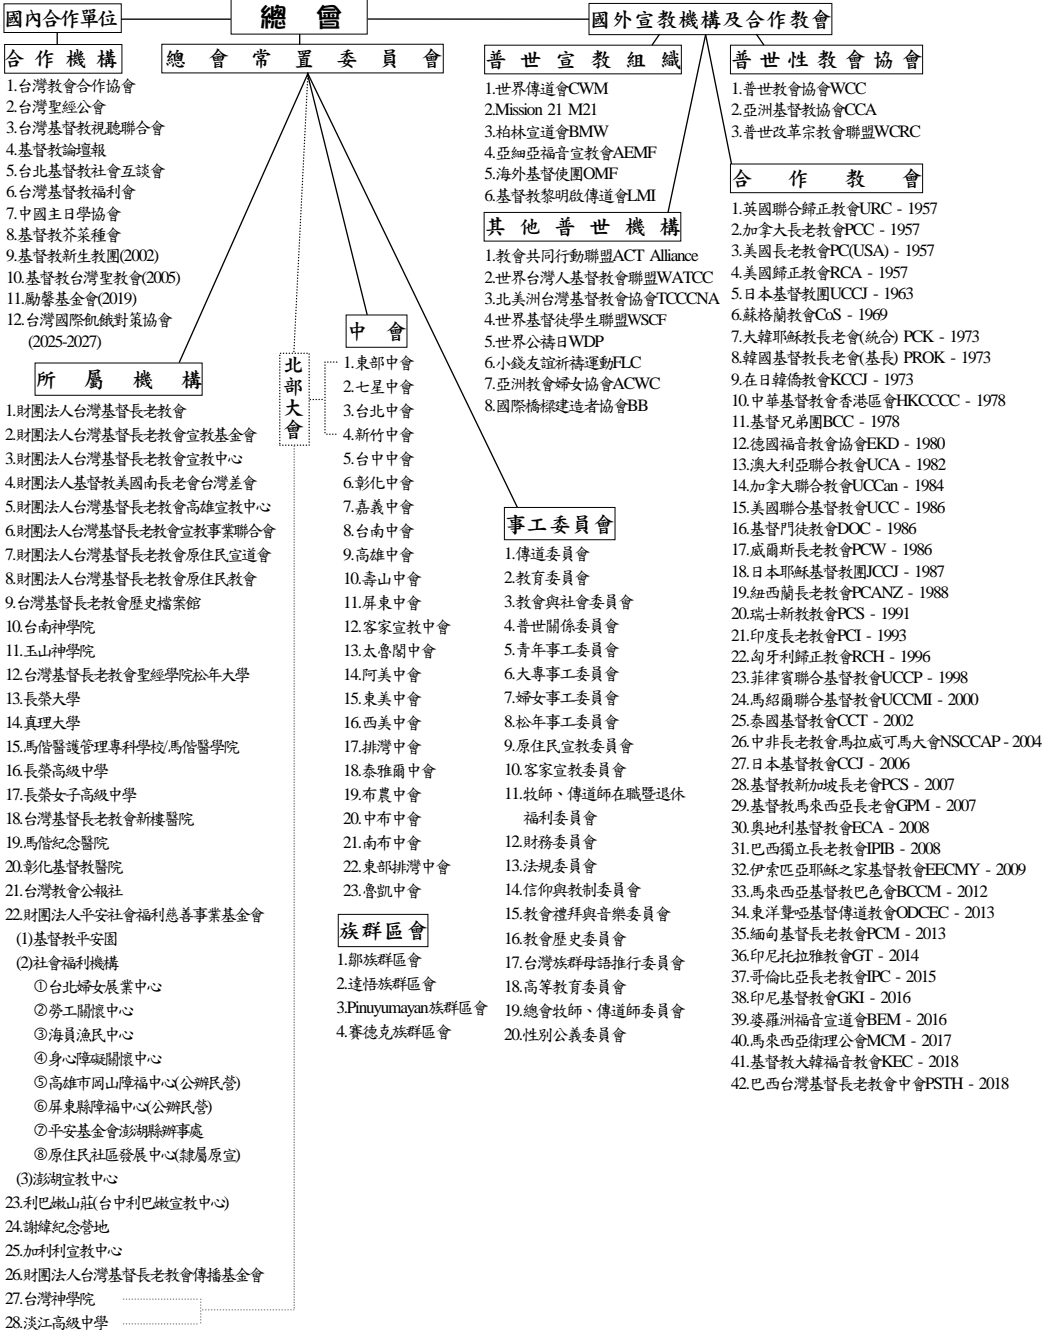 總會
國內合作單位
國外宣教機構及合作教會
合作機構
1.台灣教會合作協會
2.台灣聖經公會
3.台灣基督教視聽聯合會
4.基督教論壇報
5.台北基督教社會互談會
6.台灣基督教福利會
7.中國主日學協會
8.基督教芥菜種會
9.基督教新生教團(2002)
10.基督教台灣聖教會(2005)
11.勵馨基金會(2019)
12.台灣國際飢餓對策協會
(2025-2027)
總會常置委員會
所屬機構
1.財團法人台灣基督長老教會
2.財團法人台灣基督長老教會宣教基金會
3.財團法人台灣基督長老教會宣教中心
4.財團法人基督教美國南長老會台灣差會
5.財團法人台灣基督長老教會高雄宣教中心
6.財團法人台灣基督長老教會宣教事業聯合會
7.財團法人台灣基督長老教會原住民宣道會
8.財團法人台灣基督長老教會原住民教會
9.台灣基督長老教會歷史檔案館
10.台南神學院
11.玉山神學院
12.台灣基督長老教會聖經學院松年大學
13.長榮大學
14.真理大學
15.馬偕醫護管理專科學校/馬偕醫學院
16.長榮高級中學
17.長榮女子高級中學
18.台灣基督長老教會新樓醫院
19.馬偕紀念醫院
20.彰化基督教醫院
21.台灣教會公報社
22.財團法人平安社會福利慈善事業基金會
(1)基督教平安園
(2)社會福利機構
①台北婦女展業中心
②勞工關懷中心
③海員漁民中心
④身心障礙關懷中心
⑤高雄市岡山障福中心(公辦民營)
⑥屏東縣障福中心(公辦民營)
⑦平安基金會澎湖縣辦事處
⑧原住民社區發展中心(隸屬原宣)
(3)澎湖宣教中心
23.利巴嫩山莊(台中利巴嫩宣教中心)
24.謝緯紀念營地
25.加利利宣教中心
26.財團法人台灣基督長老教會傳播基金會
27.台灣神學院
28.淡江高級中學
北部大會
中會
1.東部中會
2.七星中會
3.台北中會
4.新竹中會
5.台中中會
6.彰化中會
7.嘉義中會
8.台南中會
9.高雄中會
10.壽山中會
11.屏東中會
12.客家宣教中會
13.太魯閣中會
14.阿美中會
15.東美中會
16.西美中會
17.排灣中會
18.泰雅爾中會
19.布農中會
20.中布中會
21.南布中會
22.東部排灣中會
23.魯凱中會
族群區會
1.鄒族群區會
2.達悟族群區會
3.Pinuyumayan族群區會
4.賽德克族群區會
事工委員會
1.傳道委員會
2.教育委員會
3.教會與社會委員會
4.普世關係委員會
5.青年事工委員會
6.大專事工委員會
7.婦女事工委員會
8.松年事工委員會
9.原住民宣教委員會
10.客家宣教委員會
11.牧師、傳道師在職暨退休
福利委員會
12.財務委員會
13.法規委員會
14.信仰與教制委員會
15.教會禮拜與音樂委員會
16.教會歷史委員會
17.台灣族群母語推行委員會
18.高等教育委員會
19.總會牧師、傳道師委員會
20.性別公義委員會
普世宣教組織
1.世界傳道會CWM
2.Mission 21 M21
3.柏林宣道會BMW
4.亞細亞福音宣教會AEMF
5.海外基督使團OMF
6.基督教黎明啟傳道會LMI
其他普世機構
1.教會共同行動聯盟ACT Alliance
2.世界台灣人基督教會聯盟WATCC
3.北美洲台灣基督教會協會TCCCNA
4.世界基督徒學生聯盟WSCF
5.世界公禱日WDP
6.小錢友誼祈禱運動FLC
7.亞洲教會婦女協會ACWC
8.國際橋樑建造者協會BB
普世性教會協會
1.普世教會協會WCC
2.亞洲基督教協會CCA
3.普世改革宗教會聯盟WCRC
合作教會
1.英國聯合歸正教會URC - 1957
2.加拿大長老教會PCC - 1957
3.美國長老教會PC(USA) - 1957
4.美國歸正教會RCA - 1957
5.日本基督教團UCCJ - 1963
6.蘇格蘭教會CoS - 1969
7.大韓耶穌教長老會(統合) PCK - 1973
8.韓國基督教長老會(基長) PROK - 1973
9.在日韓僑教會KCCJ - 1973
10.中華基督教會香港區會HKCCCC - 1978
11.基督兄弟團BCC - 1978
12.德國福音教會協會EKD - 1980
13.澳大利亞聯合教會UCA - 1982
14.加拿大聯合教會UCCan - 1984
15.美國聯合基督教會UCC - 1986
16.基督門徒教會DOC - 1986
17.威爾斯長老教會PCW - 1986
18.日本耶穌基督教團JCCJ - 1987
19.紐西蘭長老教會PCANZ - 1988
20.瑞士新教教會PCS - 1991
21.印度長老教會PCI - 1993
22.匈牙利歸正教會RCH - 1996
23.菲律賓聯合基督教會UCCP - 1998
24.馬紹爾聯合基督教會UCCMI - 2000
25.泰國基督教會CCT - 2002
26.中非長老教會馬拉威可馬大會NSCCAP - 2004
27.日本基督教會CCJ - 2006
28.基督教新加坡長老會PCS - 2007
29.基督教馬來西亞長老會GPM - 2007
30.奧地利基督教會ECA - 2008
31.巴西獨立長老教會IPIB - 2008
32.伊索匹亞耶穌之家基督教會EECMY - 2009
33.馬來西亞基督教巴色會BCCM - 2012
34.東洋聾啞基督傳道教會ODCEC - 2013
35.緬甸基督長老教會PCM - 2013
36.印尼托拉雅教會GT - 2014
37.哥倫比亞長老教會IPC - 2015
38.印尼基督教會GKI - 2016
39.婆羅洲福音宣道會BEM - 2016
40.馬來西亞衛理公會MCM - 2017
41.基督教大韓福音教會KEC - 2018
42.巴西台灣基督長老教會中會PSTH - 2018